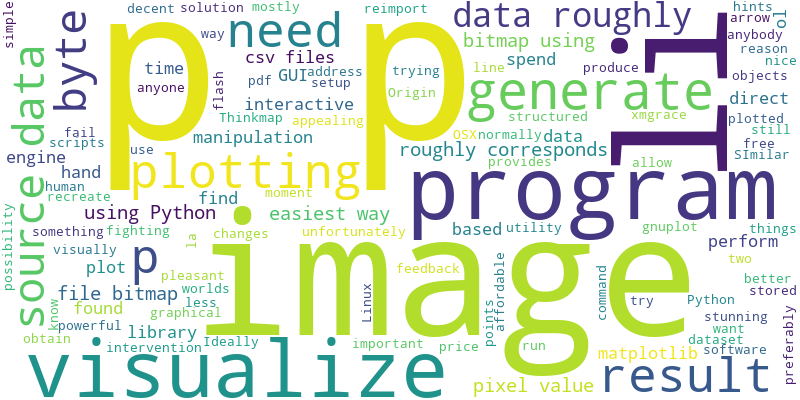 simple
decent solution mostly
reimport
data roughly
hints
arrow
lol
anybody
reason
nice
objects
byte
p p
need
csv files
way
bitmap using
li
time
anyone
GUI address
setup
pdf
flash
trying
line
spend
produce
source data
interactive
Origin
generate
direct
Thinkmap
appealing
structured
xmgrace
plotted
still
free
SImilar
fail
scripts
use
manipulation
OSX normally data
roughly corresponds
provides
allow
engine
hand
human
recreate
plotting
find
moment
program
using Python
easiest way
something
fighting
changes
unfortunately
based utility
gnuplot
things
possibility
visually
plot
p
la
image
perform
two
pleasant
feedback
better
file bitmap
worlds
less
Linux
points
affordable
command
try
Python
stored
know
found
graphical
stunning
want
powerful
library
dataset
obtain
intervention
Ideally
important
price
run
matplotlib
software
preferably
visualize
pixel value
result